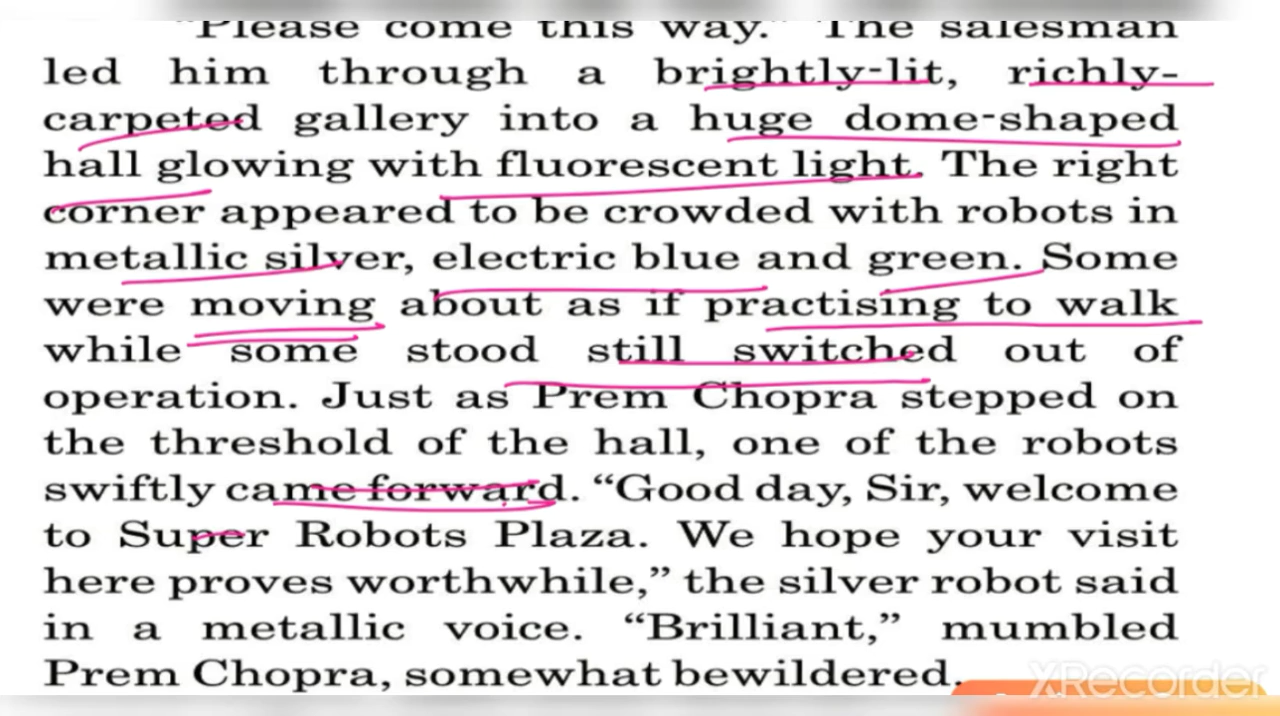 "Please come this way." The salesman
led him through a brightly-lit, richly-
carpeted gallery into a huge dome-shaped
hall glowing with fluorescent light. The right
corner appeared to be crowded with robots in
metallic silver, electric blue and green. Some
were moving about as if practising to walk
while some stood still switched out of
operation. Just as Prem Chopra stepped on
the threshold of the hall, one of the robots
swiftly came forward. “Good day, Sir, welcome
to Super Robots Plaza. We hope your visit
here proves worthwhile,” the silver robot said
in a metallic voice. “Brilliant,” mumbled
Prem Chopra, somewhat bewildered.
XRecorder